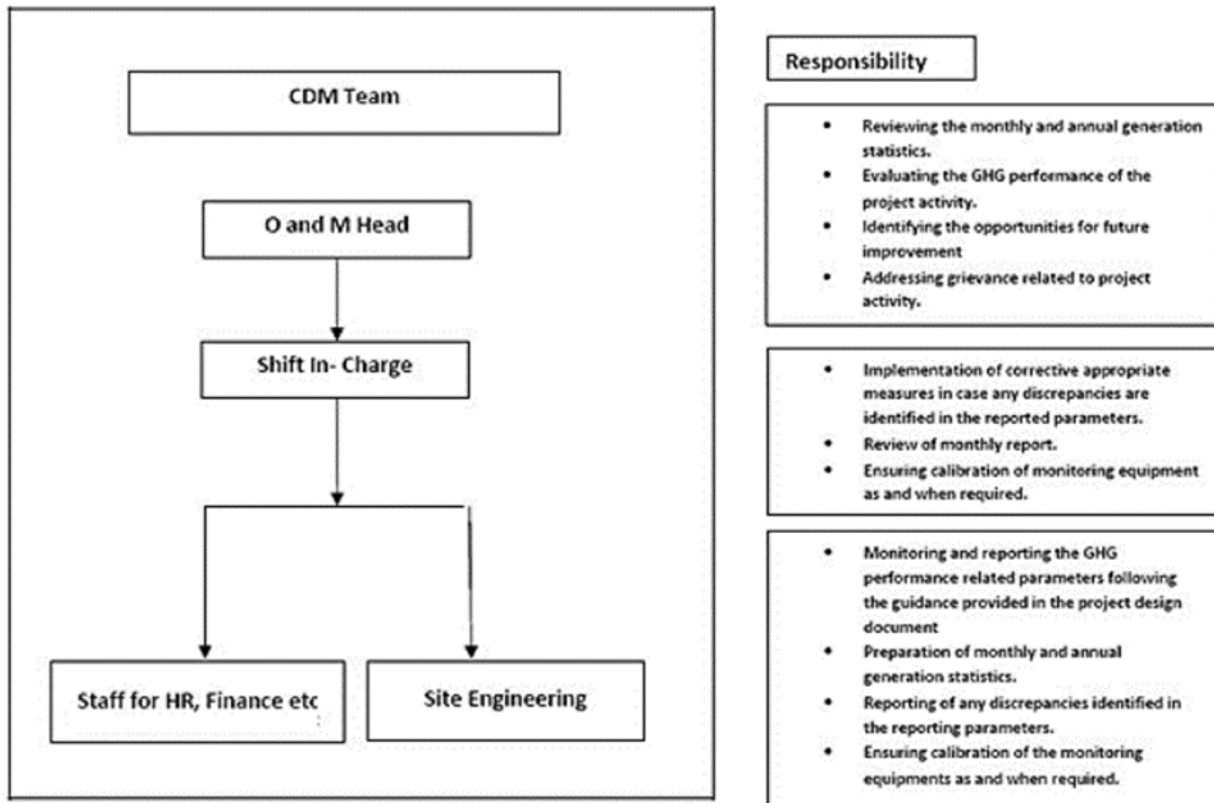 CDM Team
O and M Head
Shift In- Charge
Staff for HR, Finance etc
Site Engineering
Responsibility
• Reviewing the monthly and annual generation
statistics.
• Evaluating the GHG performance of the
project activity.
• Identifying the opportunities for future
improvement
• Addressing grievance related to project
activity.
• Implementation of corrective appropriate
measures in case any discrepancies are
identified in the reported parameters.
• Review of monthly report.
• Ensuring calibration of monitoring equipment
as and when required.
• Monitoring and reporting the GHG
performance related parameters following
the guidance provided in the project design
document
• Preparation of monthly and annual
generation statistics.
• Reporting of any discrepancies identified in
the reporting parameters.
• Ensuring calibration of the monitoring
equipments as and when required.